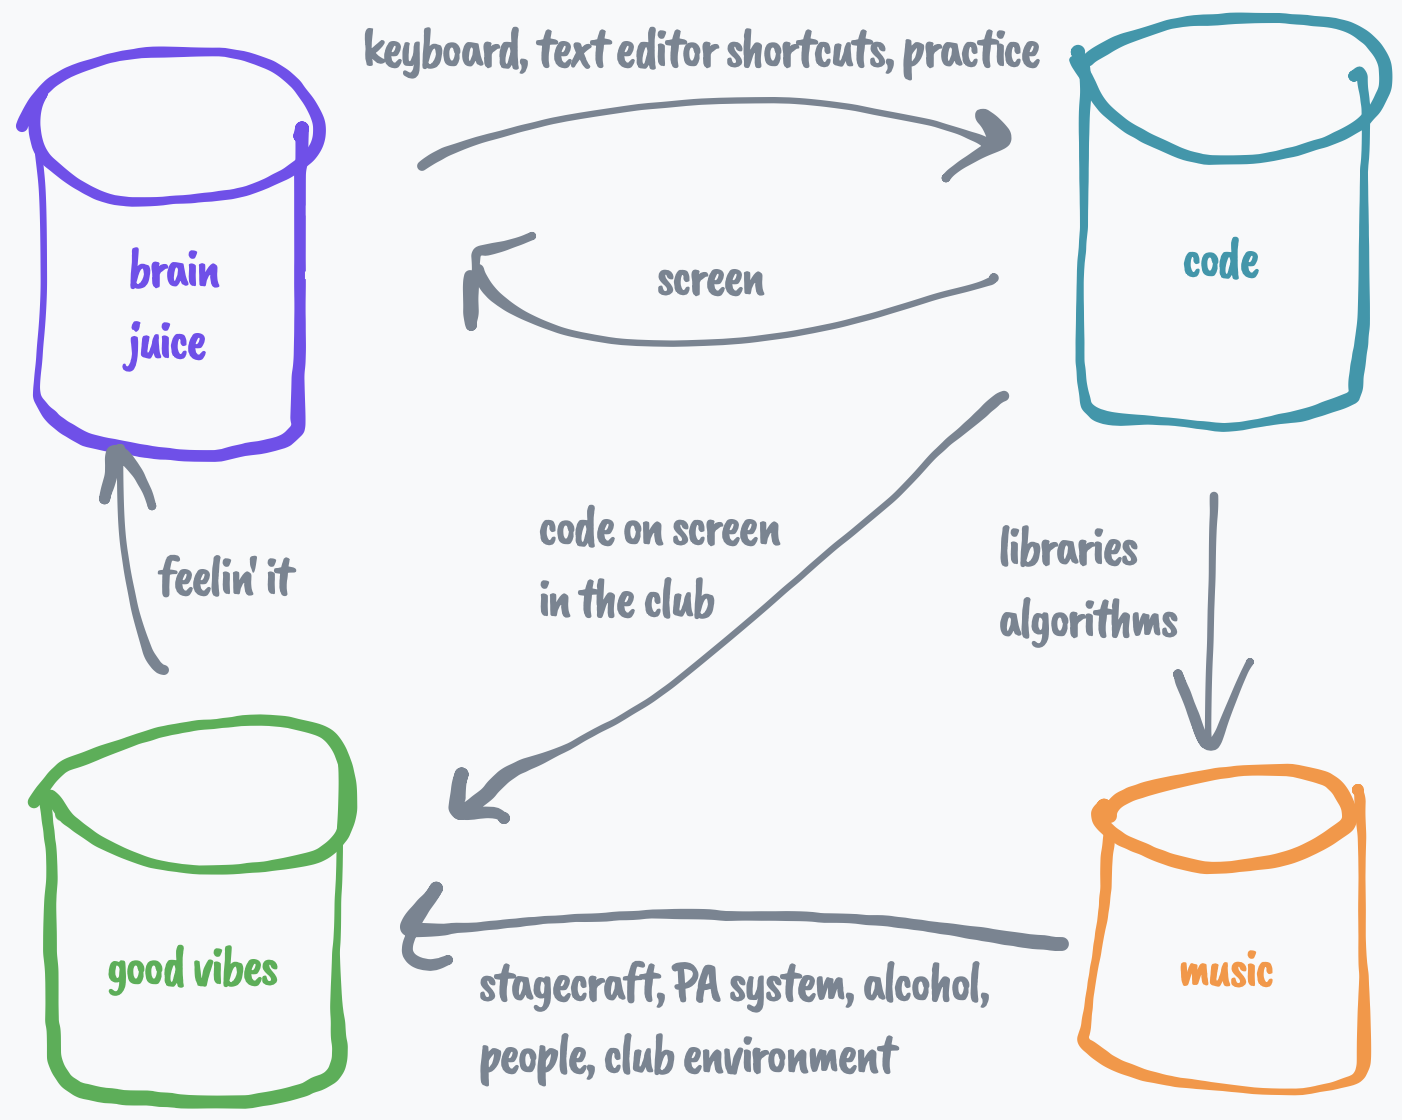 keyboard, text editor shortcuts, practice
brain
juice
screen
code
feelin' it
code on screen
in the club
libraries
algorithms
good vibes
stagecraft, PA system, alcohol,
people, club environment
music